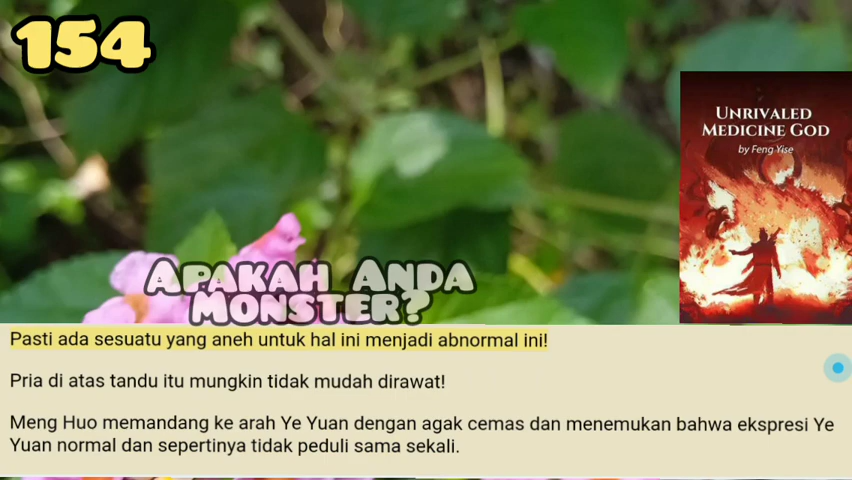 154
UNRIVALED
MEDICINE GOD
by Feng Yise
APAKAH ANDA
MONSTER?
Pasti ada sesuatu yang aneh untuk hal ini menjadi abnormal ini!
Pria di atas tandu itu mungkin tidak mudah dirawat!
Meng Huo memandang ke arah Ye Yuan dengan agak cemas dan menemukan bahwa ekspresi Ye
Yuan normal dan sepertinya tidak peduli sama sekali.